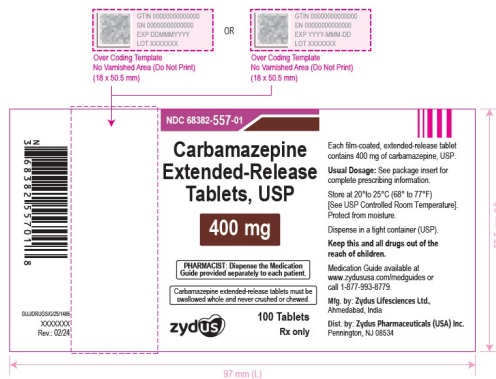 GTIN 00000000000000
SN 00000000000000
EXP DDMMMYYYY
LOT XXXXXXX
OR
GTIN 00000000000000
SN 00000000000000
EXP YYYY-MMM-DD
LOT XXXXXXX
Over Coding Template
No Varnished Area (Do Not Print)
(18 x 50.5 mm)
Over Coding Template
No Varnished Area (Do Not Print)
(18 x 50.5 mm)
N
3 68382 55701 8
GUJ/DRUGS/G/25/1486
XXXXXXX
Rev.: 02/24
NDC 68382-557-01
Carbamazepine
Extended-Release
Tablets, USP
400 mg
PHARMACIST: Dispense the Medication
Guide provided separately to each patient.
Carbamazepine extended-release tablets must be
swallowed whole and never crushed or chewed.
zydus
100 Tablets
Rx only
Each film-coated, extended-release tablet
contains 400 mg of carbamazepine, USP.
Usual Dosage: See package insert for
complete prescribing information.
Store at 20°to 25°C (68° to 77°F)
[See USP Controlled Room Temperature].
Protect from moisture.
Dispense in a tight container (USP).
Keep this and all drugs out of the
reach of children.
Medication Guide available at
www.zydususa.com/medguides or
call 1-877-993-8779.
Mfg. by: Zydus Lifesciences Ltd.,
Ahmedabad, India
Dist. by: Zydus Pharmaceuticals (USA) Inc.
Pennington, NJ 08534
97 mm (L)